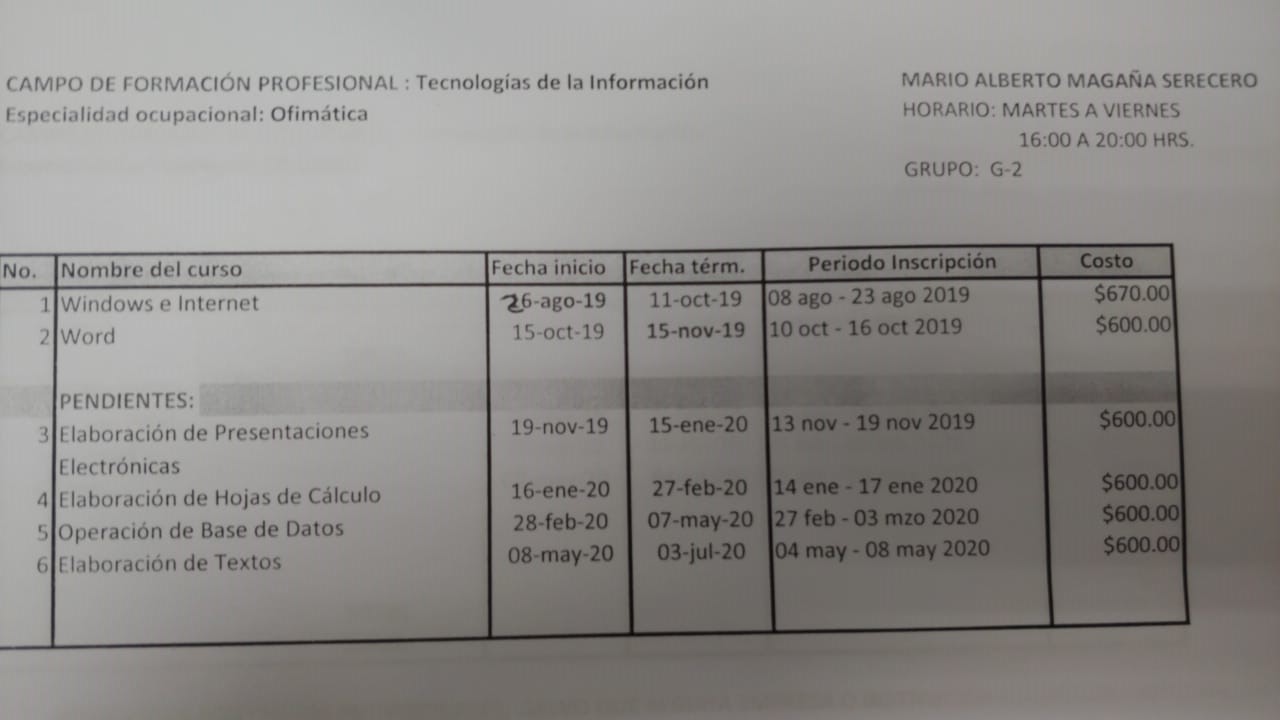 CAMPO DE FORMACIÓN PROFESIONAL : Tecnologías de la Información
Especialidad ocupacional: Ofimática
MARIO ALBERTO MAGAÑA SERECERO
HORARIO: MARTES A VIERNES
16:00 A 20:00 HRS.
GRUPO: G-2
No. Nombre del curso Fecha inicio Fecha térm. Periodo Inscripción Costo
1 Windows e Internet 26-ago-19 11-oct-19 08 ago - 23 ago 2019 $670.00
2 Word 15-oct-19 15-nov-19 10 oct - 16 oct 2019 $600.00
PENDIENTES:
3 Elaboración de Presentaciones 19-nov-19 15-ene-20 13 nov - 19 nov 2019 $600.00
Electrónicas
4 Elaboración de Hojas de Cálculo 16-ene-20 27-feb-20 14 ene - 17 ene 2020 $600.00
5 Operación de Base de Datos 28-feb-20 07-may-20 27 feb - 03 mzo 2020 $600.00
6 Elaboración de Textos 08-may-20 03-jul-20 04 may - 08 may 2020 $600.00